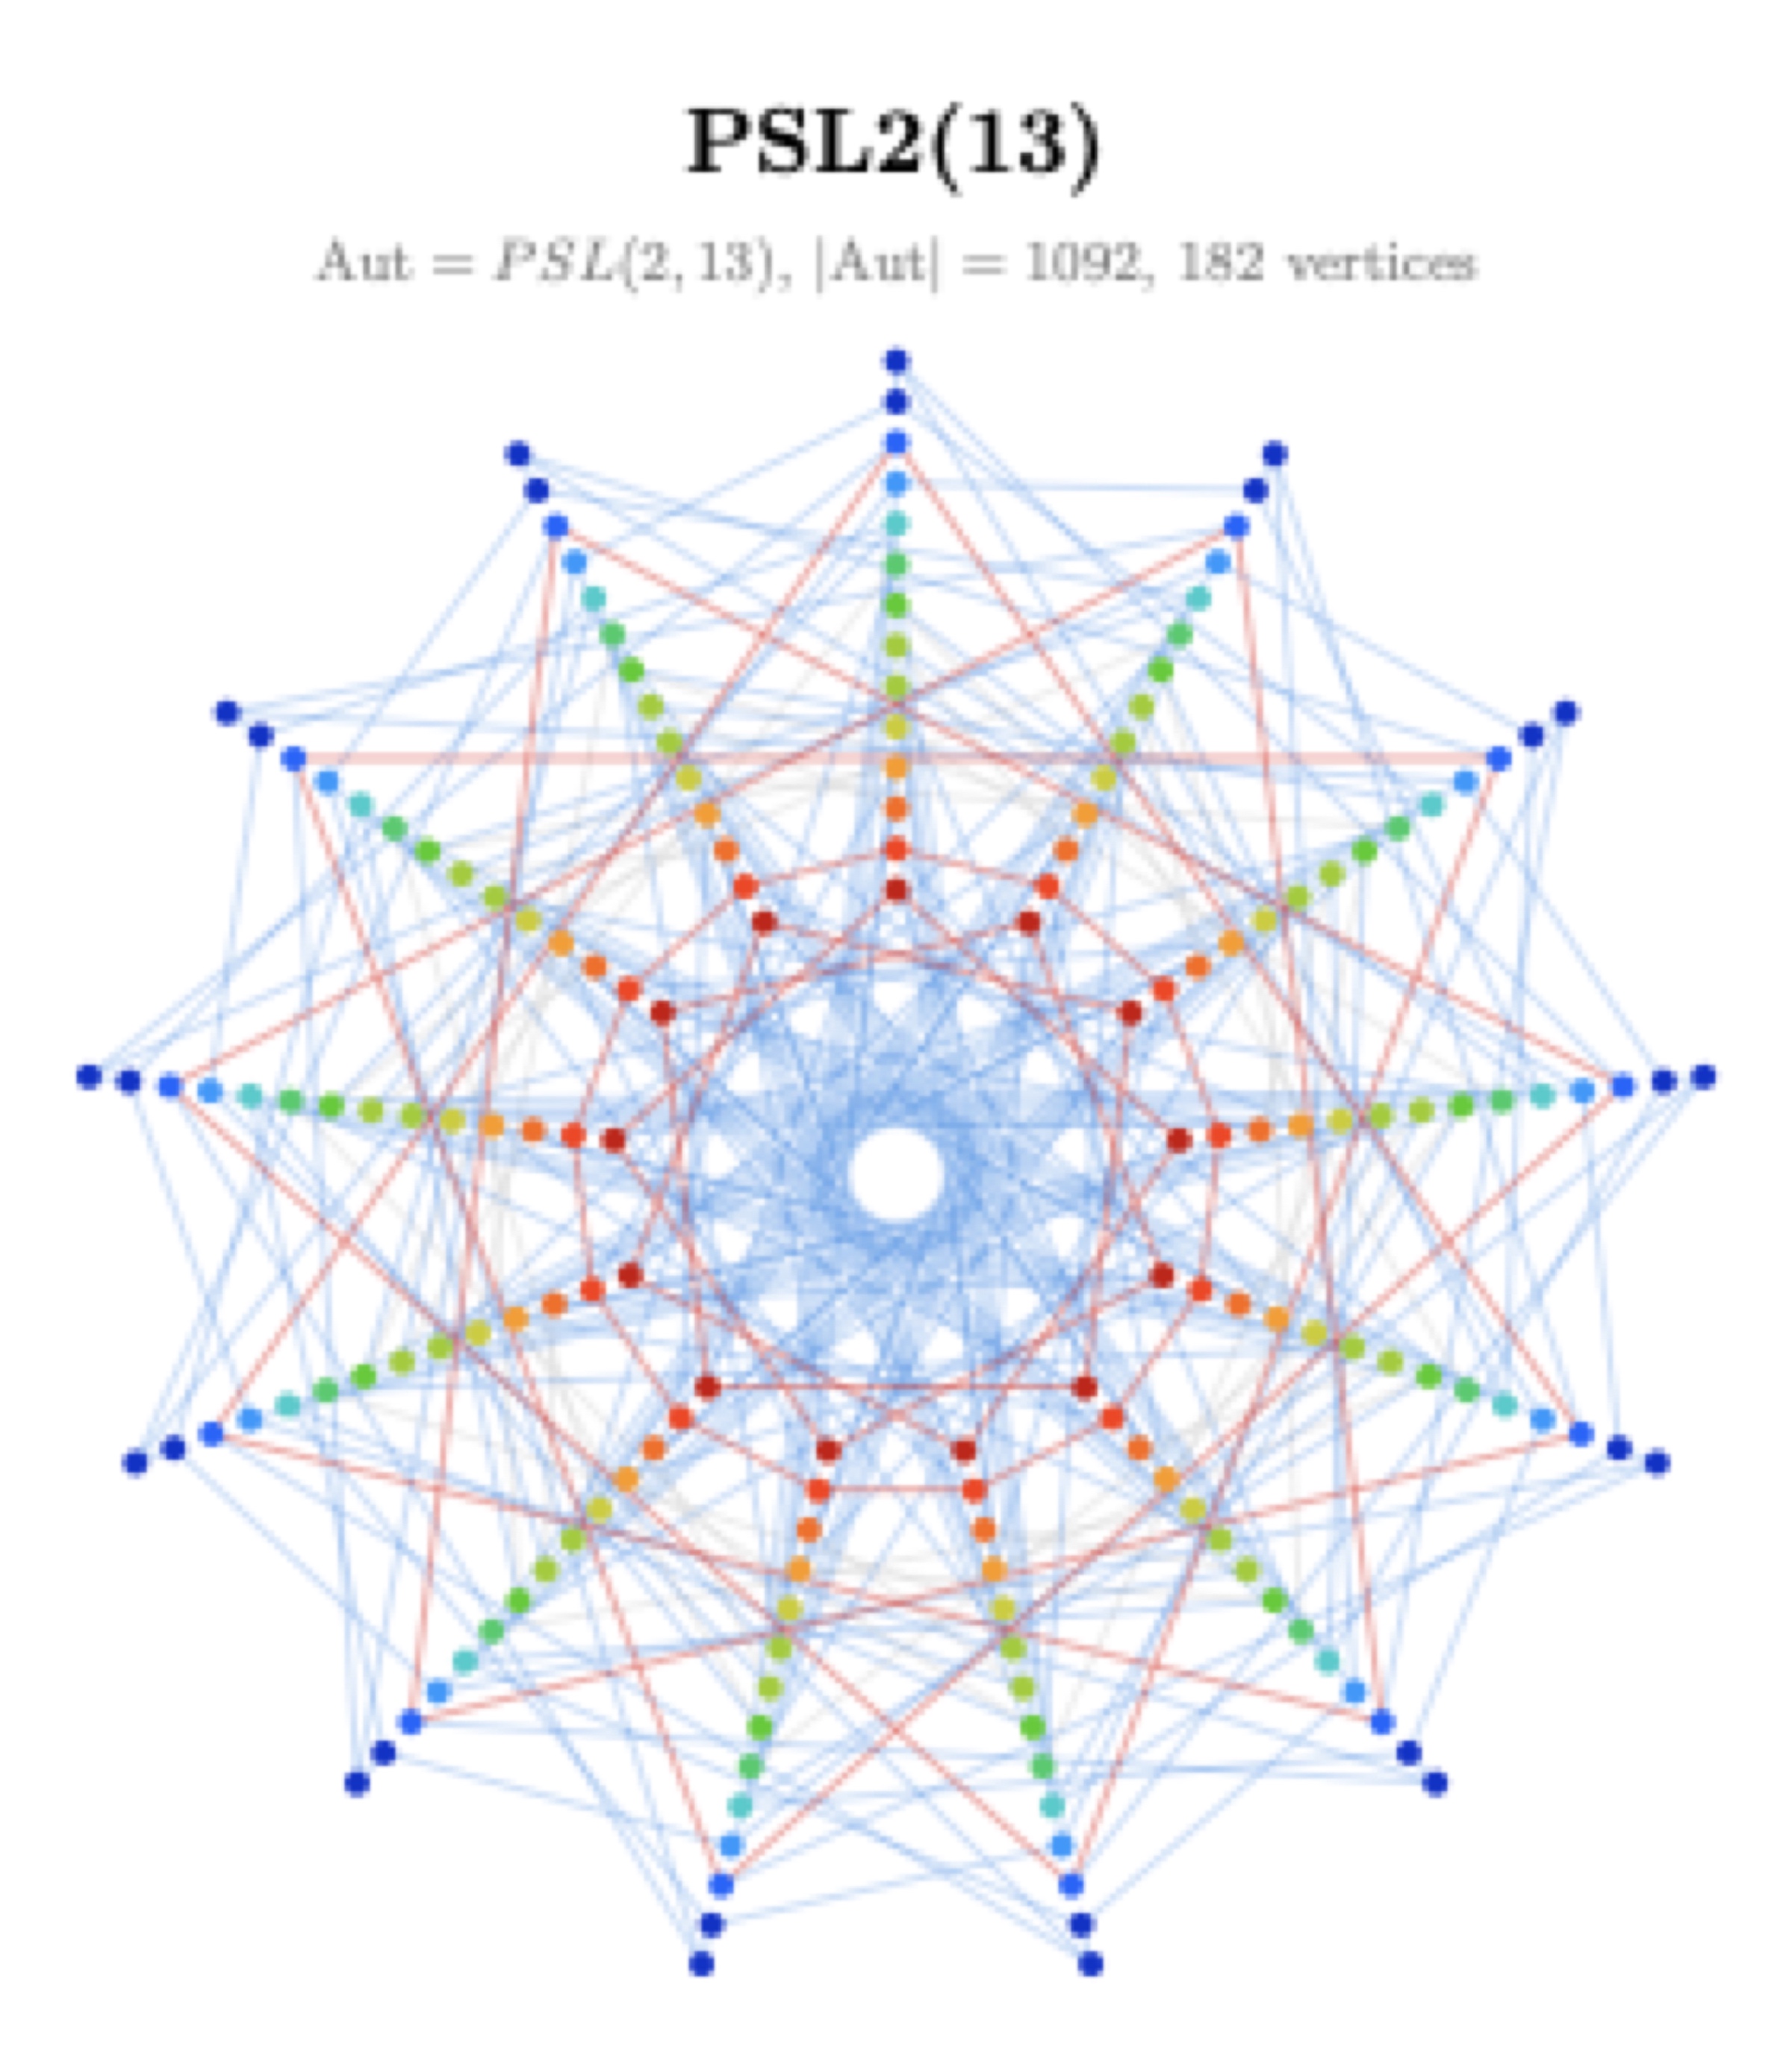 PSL2(13)
Aut = PSL(2, 13), |Aut| = 1092, 182 vertices